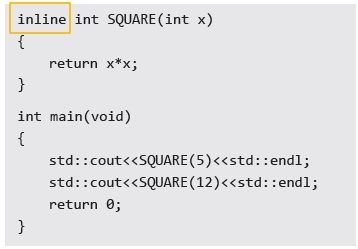 inline int SQUARE(int x)
{
    return x*x;
}
int main(void)
{
    std::cout<<SQUARE(5)<<std::endl;
    std::cout<<SQUARE(12)<<std::endl;
    return 0;
}